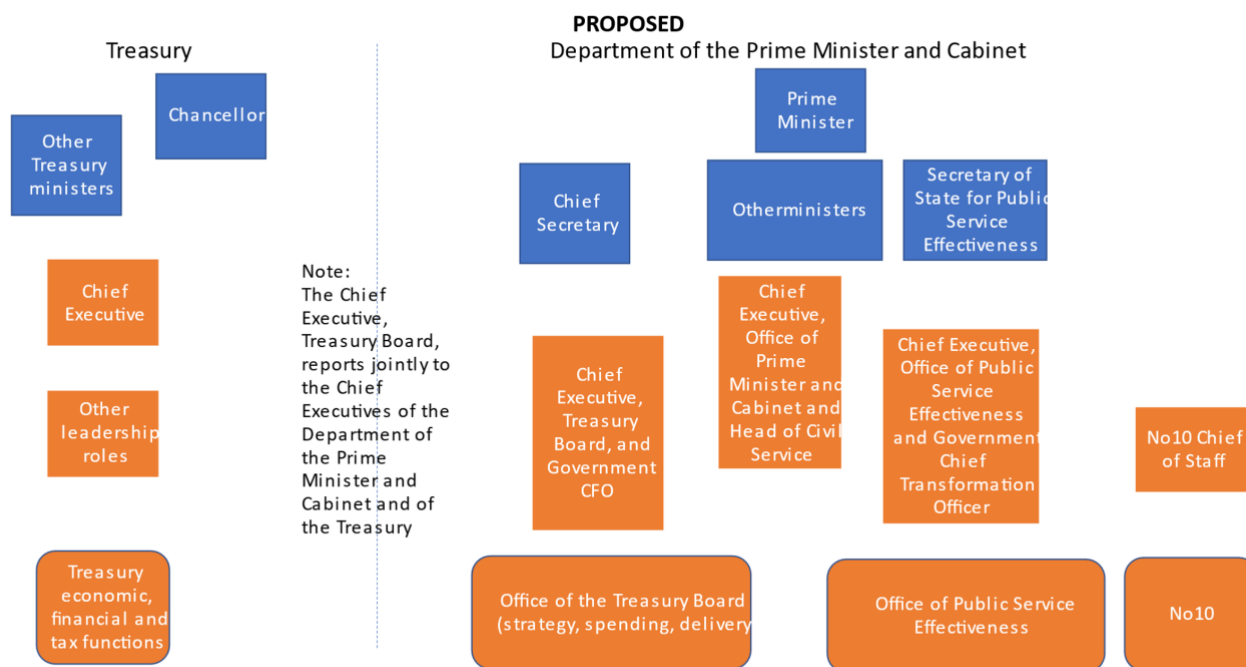 PROPOSED
Treasury
Department of the Prime Minister and Cabinet
Chancellor
Other
Treasury
ministers
Chief
Executive
Other
leadership
roles
Treasury
economic,
financial and
tax functions
Note:
The Chief
Executive,
Treasury Board,
reports jointly to
the Chief
Executives of the
Department of
the Prime
Minister and
Cabinet and of
the Treasury
Prime
Minister
Chief
Secretary
Otherministers
Secretary of
State for Public
Service
Effectiveness
Chief
Executive,
Treasury
Board, and
Government
CFO
Chief
Executive,
Office of
Prime
Minister and
Cabinet and
Head of Civil
Service
Chief Executive,
Office of Public
Service
Effectiveness
and Government
Chief
Transformation
Officer
No10 Chief
of Staff
Office of the Treasury Board
(strategy, spending, delivery
Office of Public Service
Effectiveness
No10